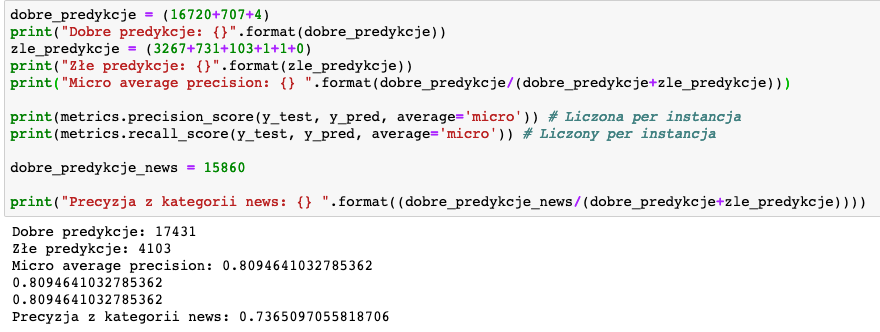 dobre_predykcje = (16720+707+4)
print("Dobre predykcje: {}".format(dobre_predykcje))
zle_predykcje = (3267+731+103+1+1+0)
print("Złe predykcje: {}".format(zle_predykcje))
print("Micro average precision: {} ".format(dobre_predykcje/(dobre_predykcje+zle_predykcje)))
print(metrics.precision_score(y_test, y_pred, average='micro')) # Liczona per instancja
print(metrics.recall_score(y_test, y_pred, average='micro')) # Liczony per instancja
dobre_predykcje_news = 15860
print("Precyzja z kategorii news: {} ".format((dobre_predykcje_news/(dobre_predykcje+zle_predykcje))))
Dobre predykcje: 17431
Złe predykcje: 4103
Micro average precision: 0.8094641032785362
0.8094641032785362
0.8094641032785362
Precyzja z kategorii news: 0.7365097055818706